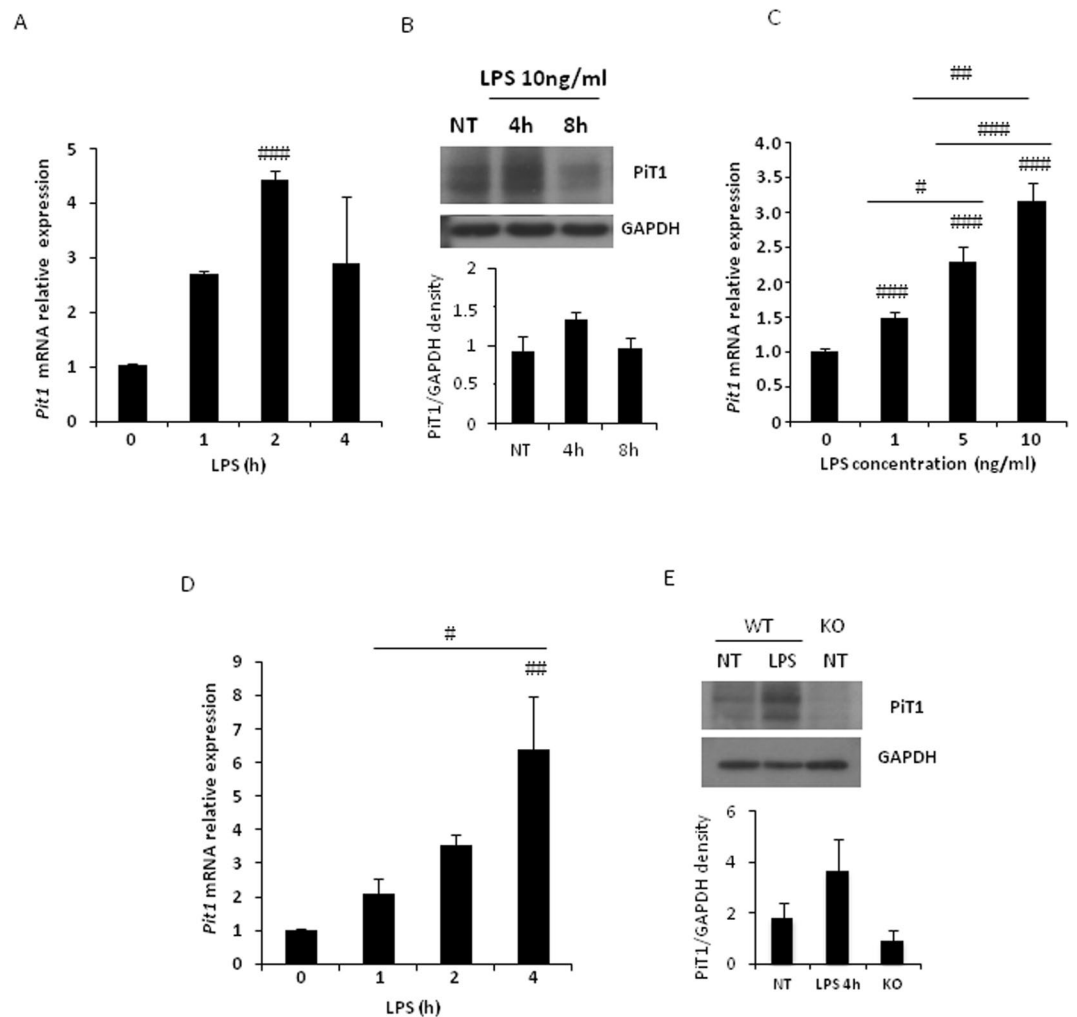 A
Pit1 mRNA relative expression
5
4
3
2
1
0
###
0 1 2 4
LPS (h)
B
LPS 10ng/ml
NT 4h 8h
PiT1
GAPDH
PiT1/GAPDH density
2
1.5
1
0.5
0
NT 4h 8h
C
##
###
#
Pit1 mRNA relative expression
4.0
3.5
3.0
2.5
2.0
1.5
1.0
0.5
0.0
###
###
###
0 1 5 10
LPS concentration (ng/ml)
D
#
##
Pit1 mRNA relative expression
9
8
7
6
5
4
3
2
1
0
0 1 2 4
LPS (h)
E
WT KO
NT LPS NT
PiT1
GAPDH
PiT1/GAPDH density
6
4
2
0
NT LPS 4h KO